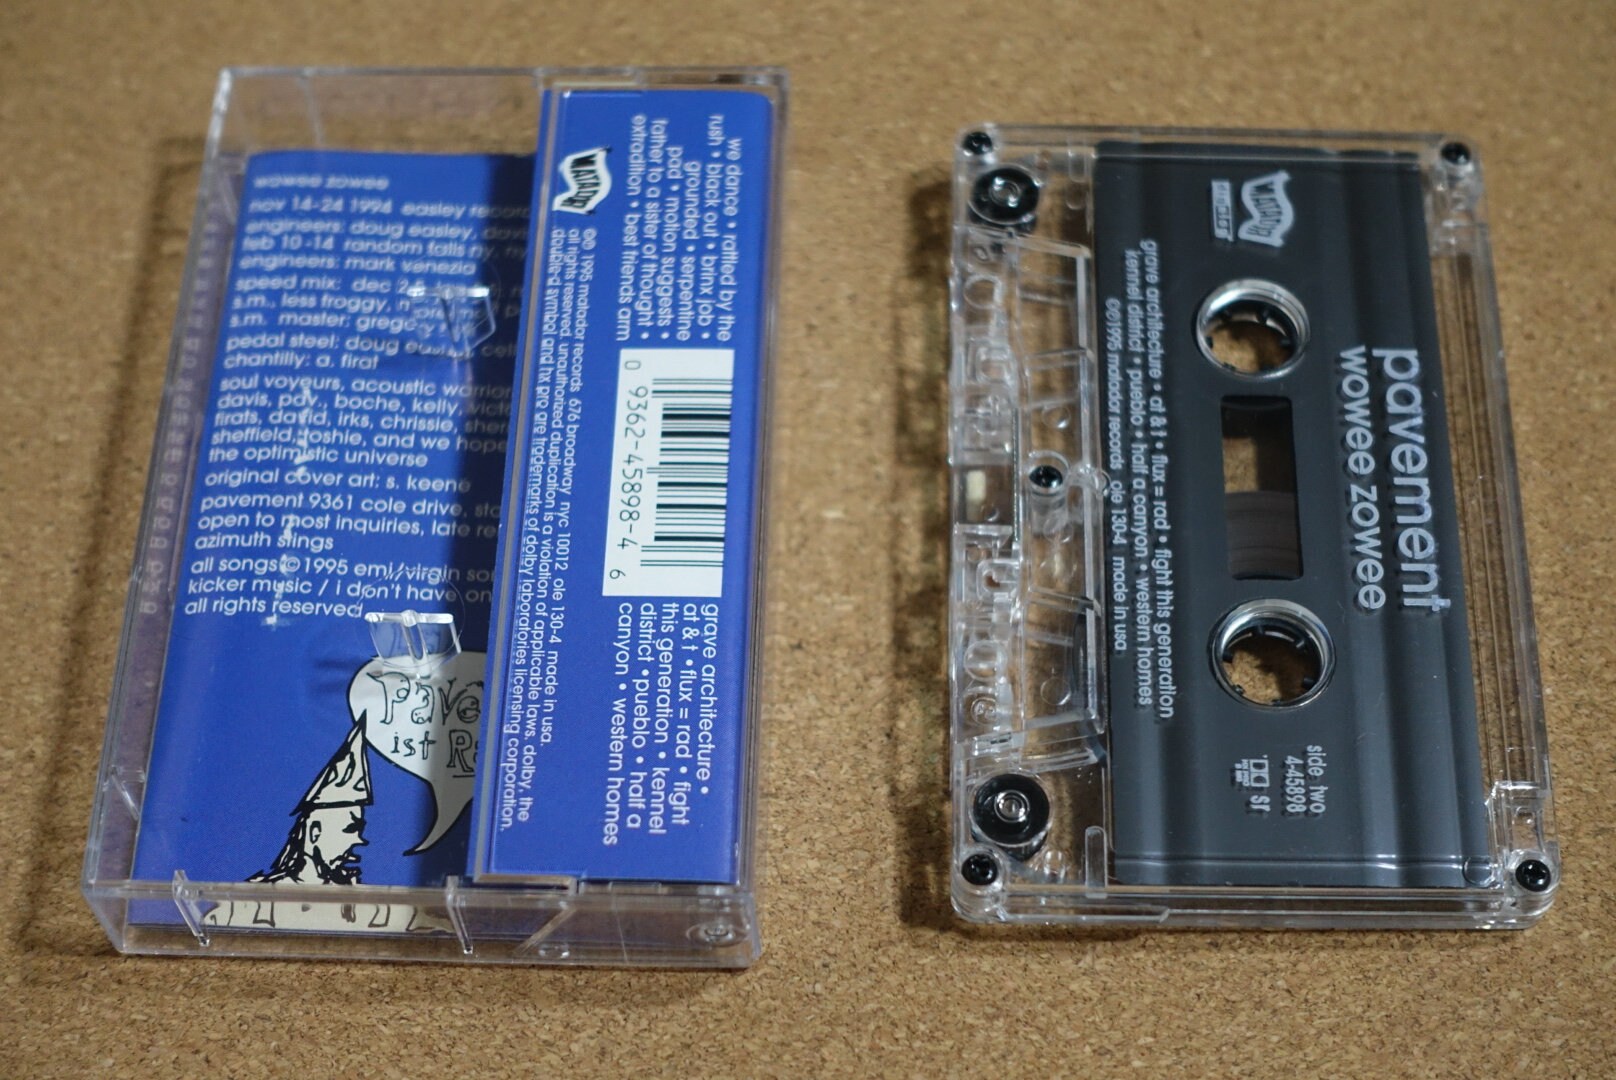 wowee zowee
nov 14-24 1994 easley
engineers: doug easley,
feb 10-14 random falls ny,
engineers: mark venezia
speed mix: dec
s.m., less froggy,
s.m. master:
pedal steel: doug
chantilly: a. firat
soul voyeurs, acoustic
davis, pav., boche, kelly,
firats, david, irks, chrissie,
sheffield, toshie, and we hope
the optimistic universe
original cover art: s. keene
pavement 9361 cole drive,
open to most inquiries, late
azimuth slings
all songs © 1995 emi/virgin
kicker music / i don't have
all rights reserved
Pave
ist
MATADOR
℗© 1995 matador records 676 broadway nyc 10012 ole 130-4 made in usa.
all rights reserved. unauthorized duplication is a violation of applicable laws. dolby, the
double-d symbol and hx pro are trademarks of dolby laboratories licensing corporation.
we dance • rattled by the
rush • black out • brinx job •
grounded • serpentine
pad • motion suggests •
father to a sister of thought •
extradition • best friends arm
0 9362-45898-4 6
grave architecture •
at & t • flux = rad • fight
this generation • kennel
district • pueblo • half a
canyon • western homes
MATADOR
pavement
wowee zowee
grave architecture • at & t • flux = rad • fight this generation
kennel district • pueblo • half a canyon • western homes
℗©1995 matador records ole 130-4 made in usa.
side two
4-45898
SR